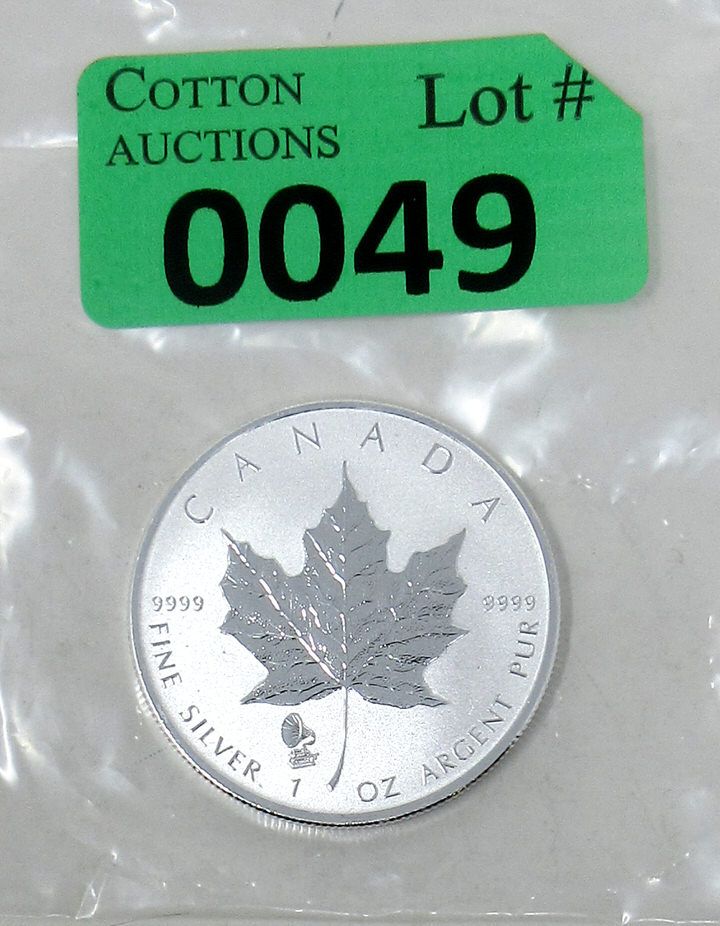 COTTON
AUCTIONS
Lot #
0049
CANADA
9999
9999
FINE SILVER 1 OZ ARGENT PUR